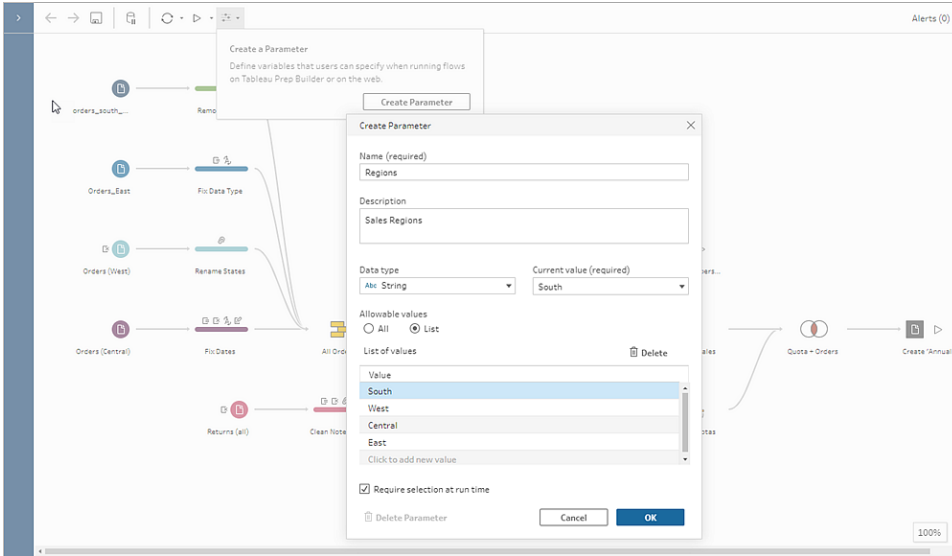 Alerts (0)
Create a Parameter
Define variables that users can specify when running flows
on Tableau Prep Builder or on the web.
Create Parameter
orders_south_...
Remo
Create Parameter
Name (required)
Regions
Description
Sales Regions
Orders_East
Fix Data Type
Orders (West)
Rename States
Data type
Current value (required)
Abc String
South
Allowable values
All
List
Orders (Central)
Fix Dates
All Orde
List of values
Delete
Quota + Orders
Create 'Annual
Value
South
West
Central
East
Click to add new value
Returns (all)
Clean Note
Require selection at run time
Delete Parameter
Cancel
OK
100%